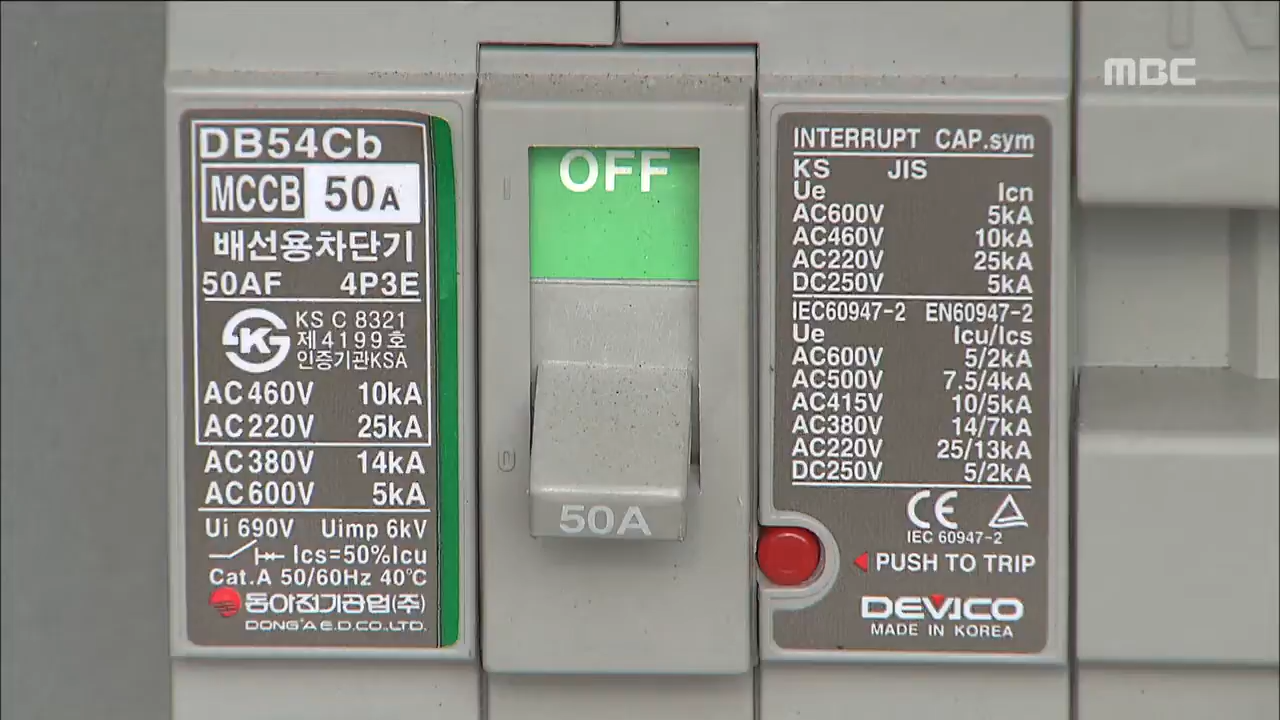 DB54Cb
MCCB 50A
배선용차단기
50AF 4P3E
KS C 8321
제4199호
인증기관KSA
AC460V 10kA
AC220V 25kA
AC380V 14kA
AC600V 5kA
Ui 690V Uimp 6kV
Ics=50%Icu
Cat.A 50/60Hz 40℃
동아전기공업(주)
DONG'A E.D.CO.,LTD.
OFF
50A
INTERRUPT CAP.sym
KS JIS
Ue Icn
AC600V 5kA
AC460V 10kA
AC220V 25kA
DC250V 5kA
IEC60947-2 EN60947-2
Ue Icu/Ics
AC600V 5/2kA
AC500V 7.5/4kA
AC415V 10/5kA
AC380V 14/7kA
AC220V 25/13kA
DC250V 5/2kA
CE
IEC 60947-2
PUSH TO TRIP
DEVICO
MADE IN KOREA
MBC